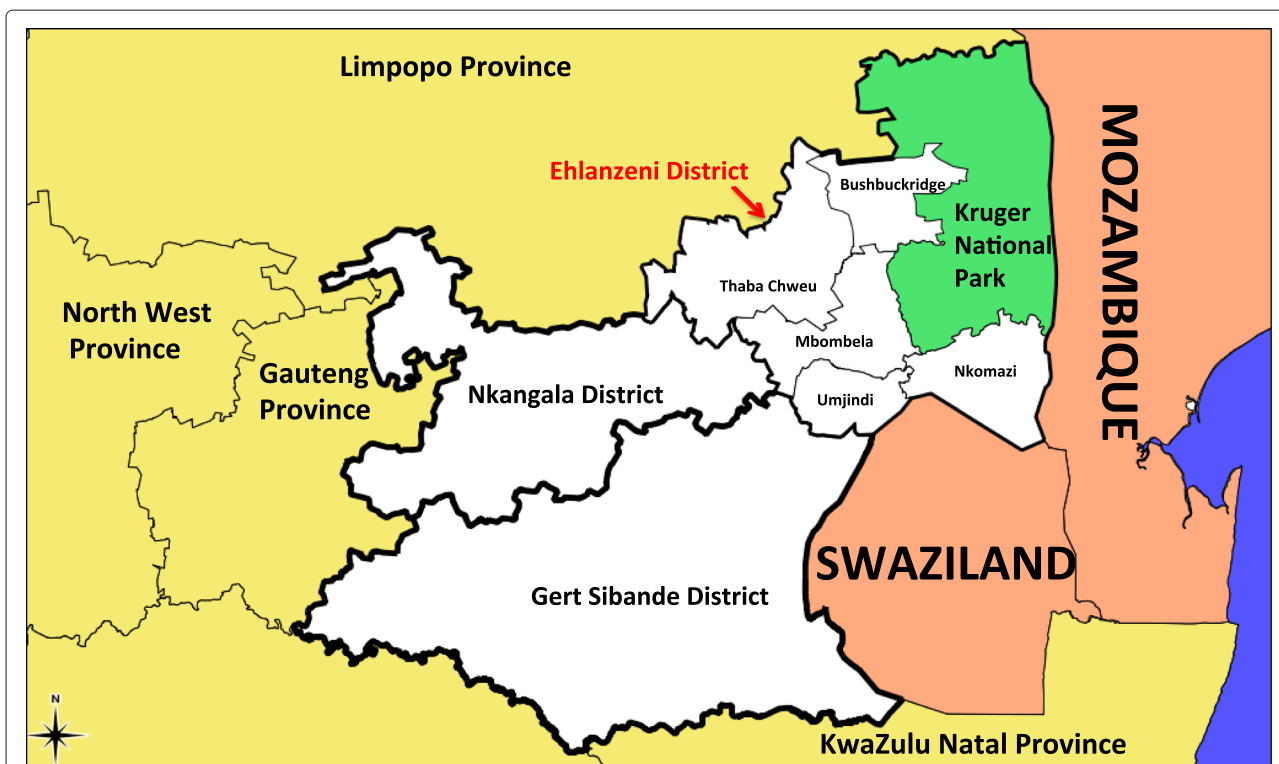 Limpopo Province
MOZAMBIQUE
Ehlanzeni District
Bushbuckridge
Kruger
National
Park
Thaba Chweu
North West
Province
Mbombela
Gauteng
Province
Nkomazi
Nkangala District
Umjindi
SWAZILAND
Gert Sibande District
N
KwaZulu Natal Province